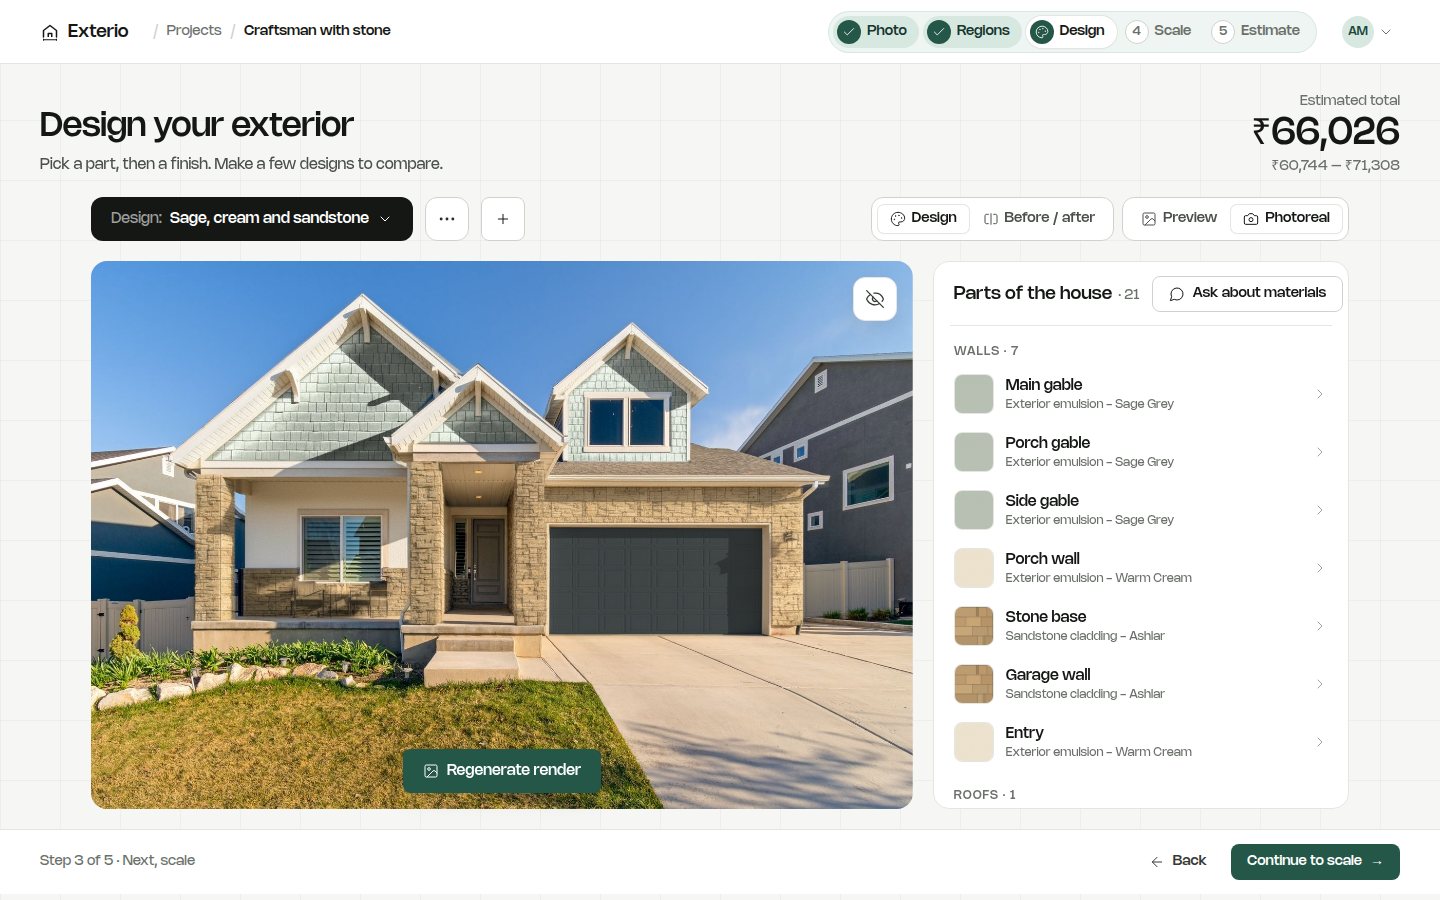 Exterio / Projects / Craftsman with stone
Photo Regions Design 4 Scale 5 Estimate AM
Estimated total
Design your exterior
₹66,026
Pick a part, then a finish. Make a few designs to compare.
₹60,744 – ₹71,308
Design: Sage, cream and sandstone
Design Before / after Preview Photoreal
Parts of the house · 21
Ask about materials
WALLS · 7
Main gable
Exterior emulsion – Sage Grey
Porch gable
Exterior emulsion – Sage Grey
Side gable
Exterior emulsion – Sage Grey
Porch wall
Exterior emulsion – Warm Cream
Stone base
Sandstone cladding – Ashlar
Garage wall
Sandstone cladding – Ashlar
Entry
Exterior emulsion – Warm Cream
ROOFS · 1
Regenerate render
Step 3 of 5 · Next, scale
← Back
Continue to scale →